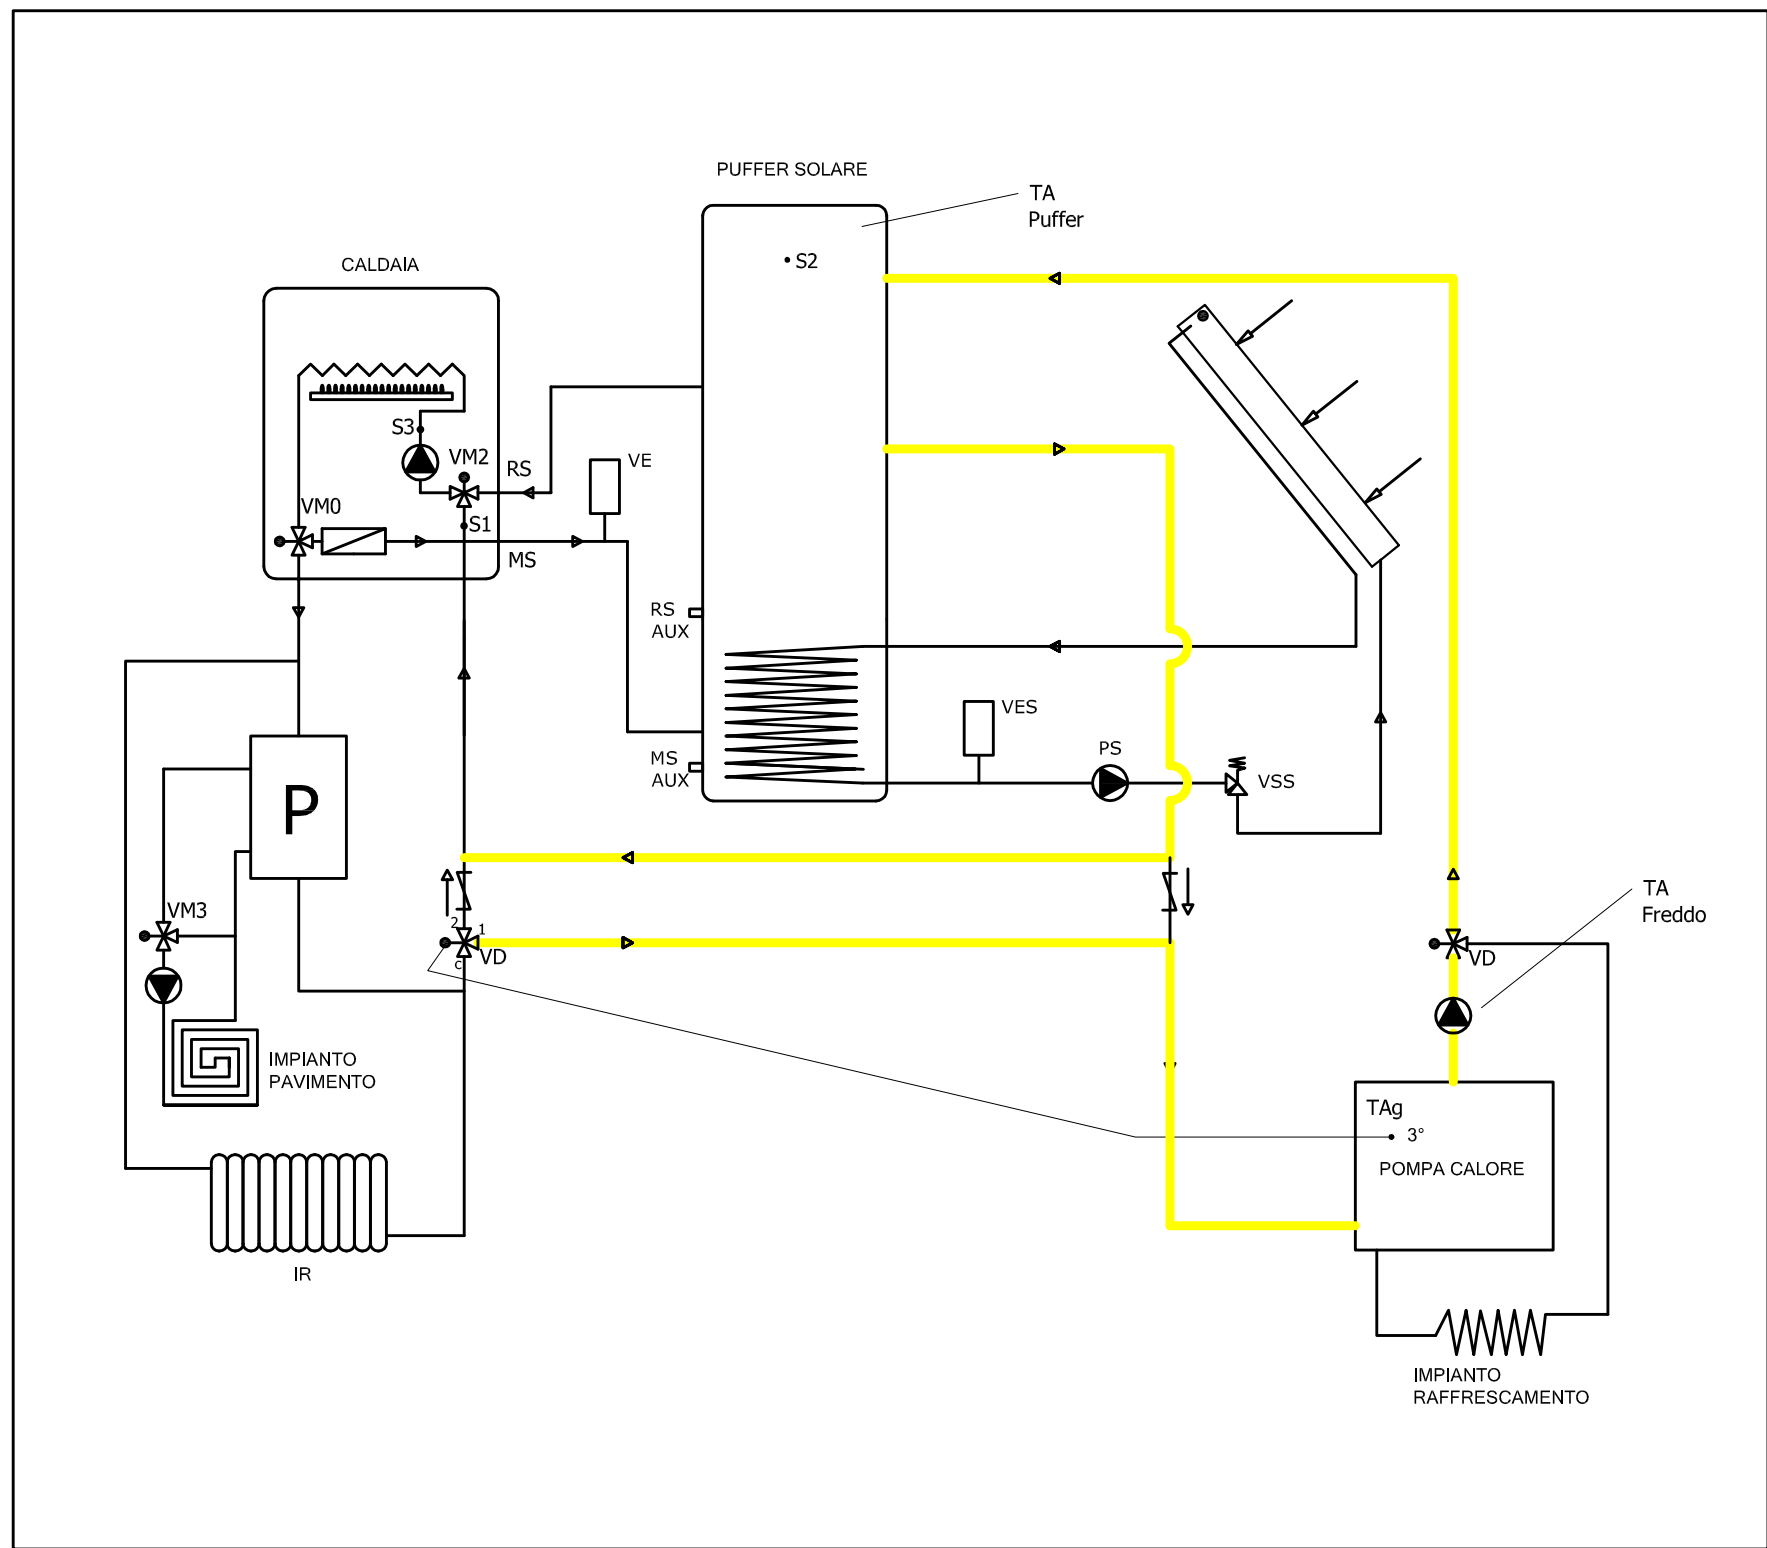 PUFFER SOLARE
TA
Puffer
S2
CALDAIA
S3
VM2
RS
VE
VM0
S1
MS
RS
AUX
MS
AUX
VES
PS
VSS
P
VM3
2
1
VD
c
TA
Freddo
VD
IMPIANTO
PAVIMENTO
TAg
3°
POMPA CALORE
IR
IMPIANTO
RAFFRESCAMENTO